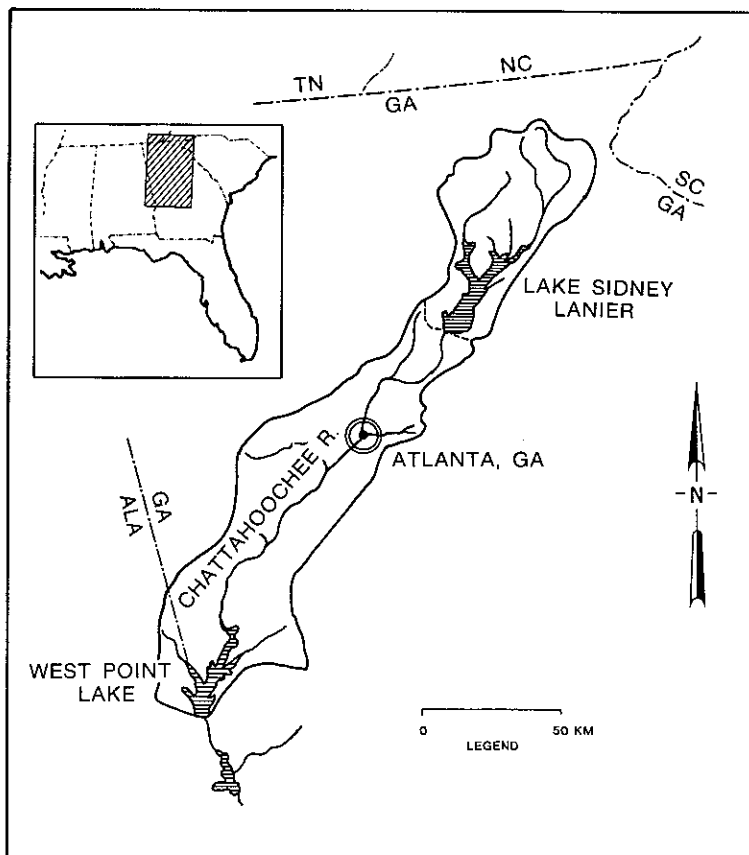 TN
NC
GA
SC
GA
LAKE SIDNEY
LANIER
CHATTAHOOCHEE R.
ATLANTA, GA
GA
ALA
-N-
WEST POINT
LAKE
0 50 KM
LEGEND